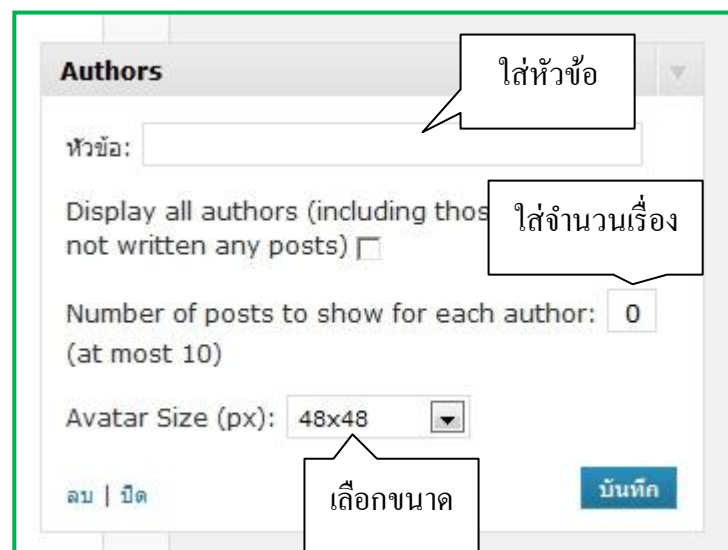 Authors
ใส่หัวข้อ
หัวข้อ:
Display all authors (including thos
not written any posts)
ใส่จำนวนเรื่อง
Number of posts to show for each author: 0
(at most 10)
Avatar Size (px): 48x48
ลบ | ปิด
เลือกขนาด
บันทึก